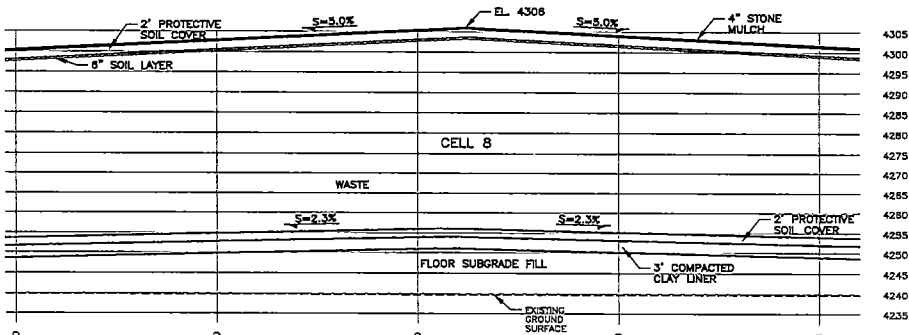 EL 4306
2' PROTECTIVE
SOIL COVER
S=5.0%
S=5.0%
4" STONE
MULCH
6" SOIL LAYER
4305
4300
4295
4290
4285
4280
4275
4270
4265
4260
4255
4250
4245
4240
4235
CELL 8
WASTE
S=2.3%
S=2.3%
2' PROTECTIVE
SOIL COVER
FLOOR SUBGRADE FILL
3' COMPACTED
CLAY LINER
EXISTING
GROUND
SURFACE